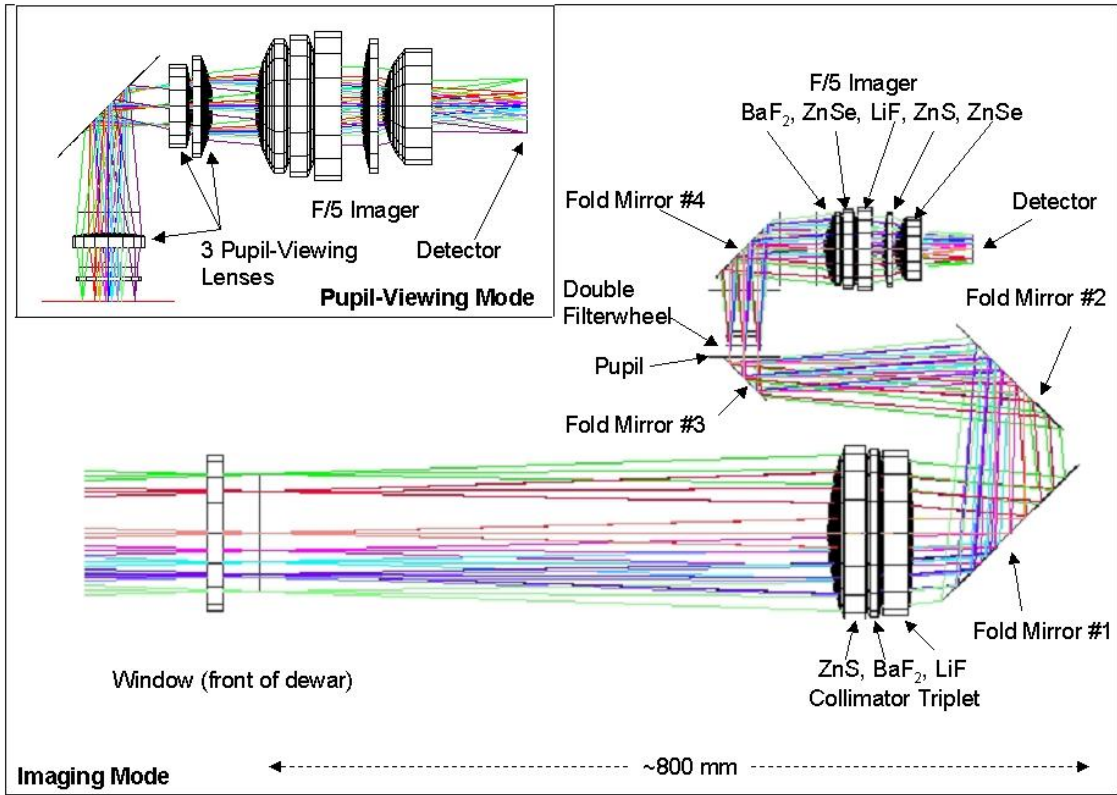 F/5 Imager
3 Pupil-Viewing
Lenses
Detector
Pupil-Viewing Mode
F/5 Imager
BaF₂, ZnSe, LiF, ZnS, ZnSe
Fold Mirror #4
Detector
Double
Filterwheel
Fold Mirror #2
Pupil
Fold Mirror #3
Fold Mirror #1
Window (front of dewar)
ZnS, BaF₂, LiF
Collimator Triplet
Imaging Mode
~800 mm